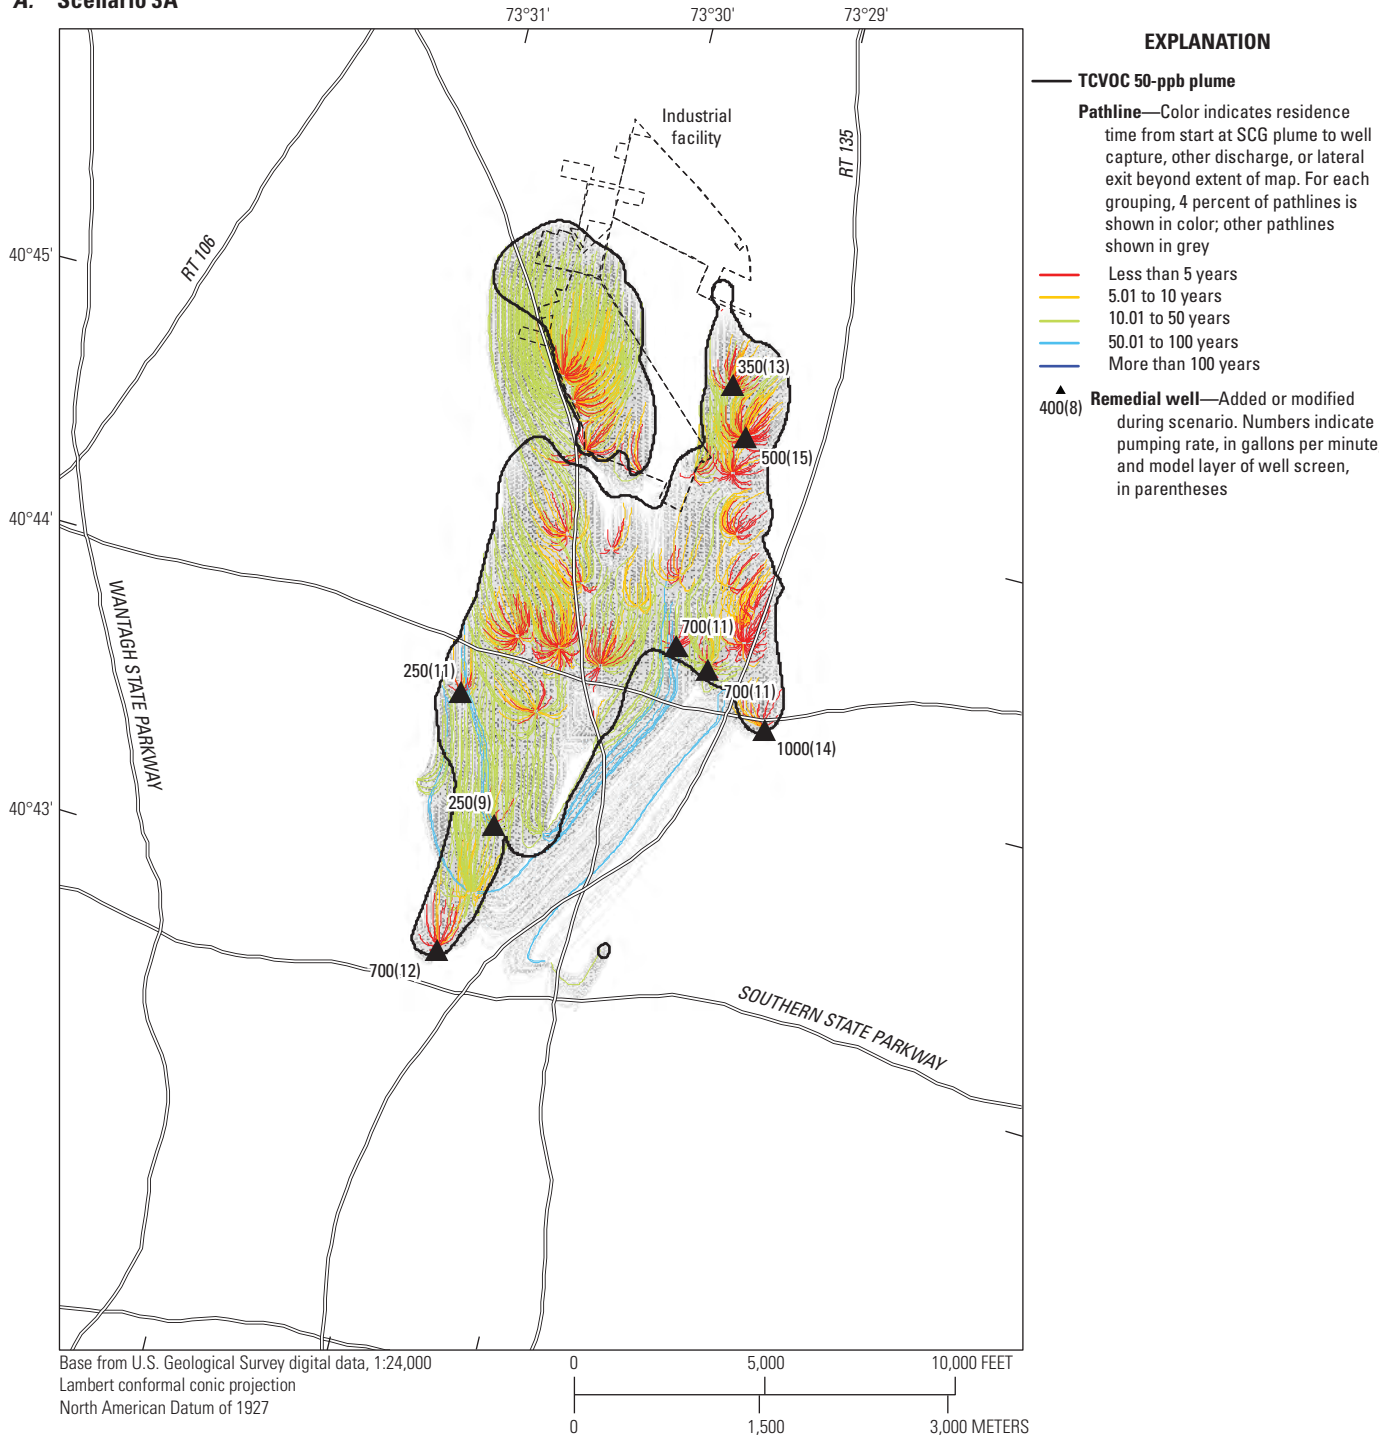 A. Scenario 3A
73°31'
73°30'
73°29'
EXPLANATION
TCVOC 50-ppb plume
Pathline—Color indicates residence
time from start at SCG plume to well
capture, other discharge, or lateral
exit beyond extent of map. For each
grouping, 4 percent of pathlines is
shown in color; other pathlines
shown in grey
Less than 5 years
5.01 to 10 years
10.01 to 50 years
50.01 to 100 years
More than 100 years
400(8)
Remedial well—Added or modified
during scenario. Numbers indicate
pumping rate, in gallons per minute
and model layer of well screen,
in parentheses
Industrial
facility
RT 135
RT 106
40°45'
350(13)
500(15)
40°44'
WANTAGH STATE PARKWAY
700(11)
250(11)
700(11)
1000(14)
250(9)
40°43'
700(12)
SOUTHERN STATE PARKWAY
Base from U.S. Geological Survey digital data, 1:24,000
Lambert conformal conic projection
North American Datum of 1927
0 5,000 10,000 FEET
0 1,500 3,000 METERS